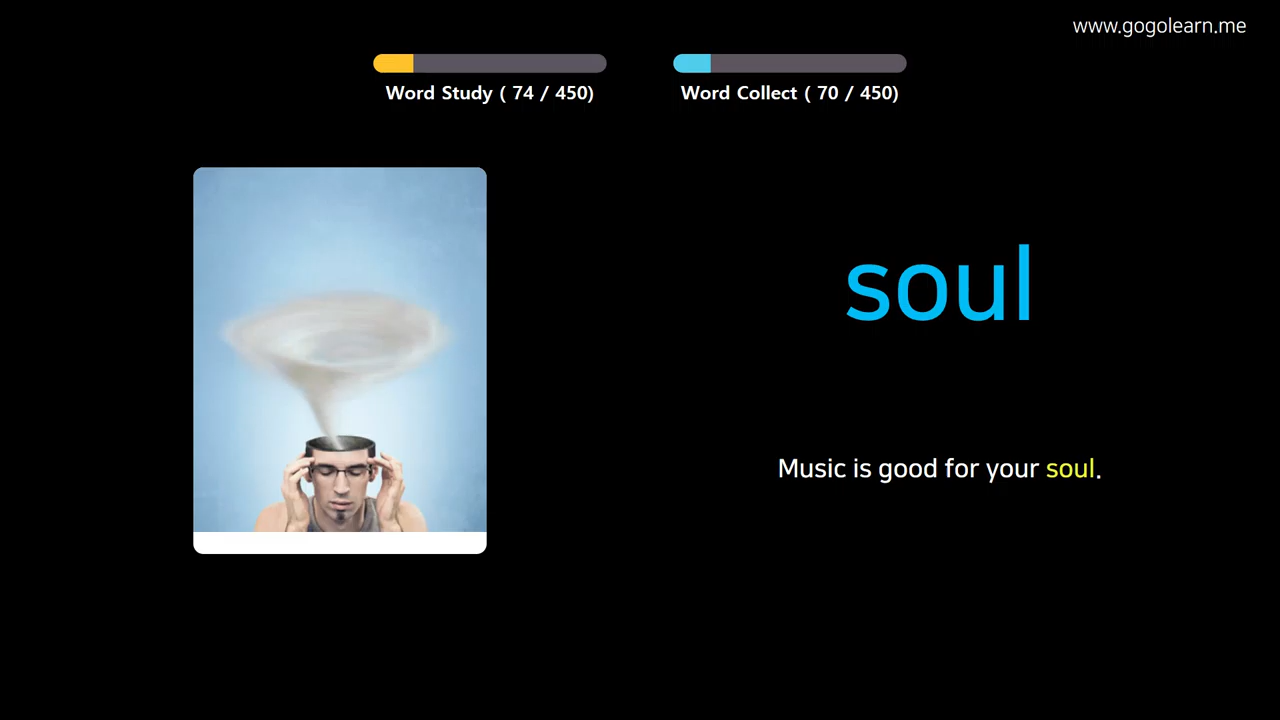 www.gogolearn.me
Word Study ( 74 / 450)
Word Collect ( 70 / 450)
soul
Music is good for your soul.